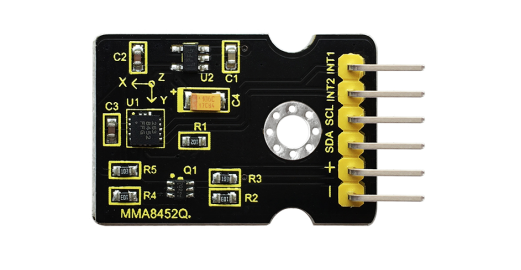 C2
U2
C1
X
Z
Y
U1
+
C4
C3
R1
R5
R4
Q1
R3
R2
MMA8452Q
INT1
INT2
SCL
SDA
+
-